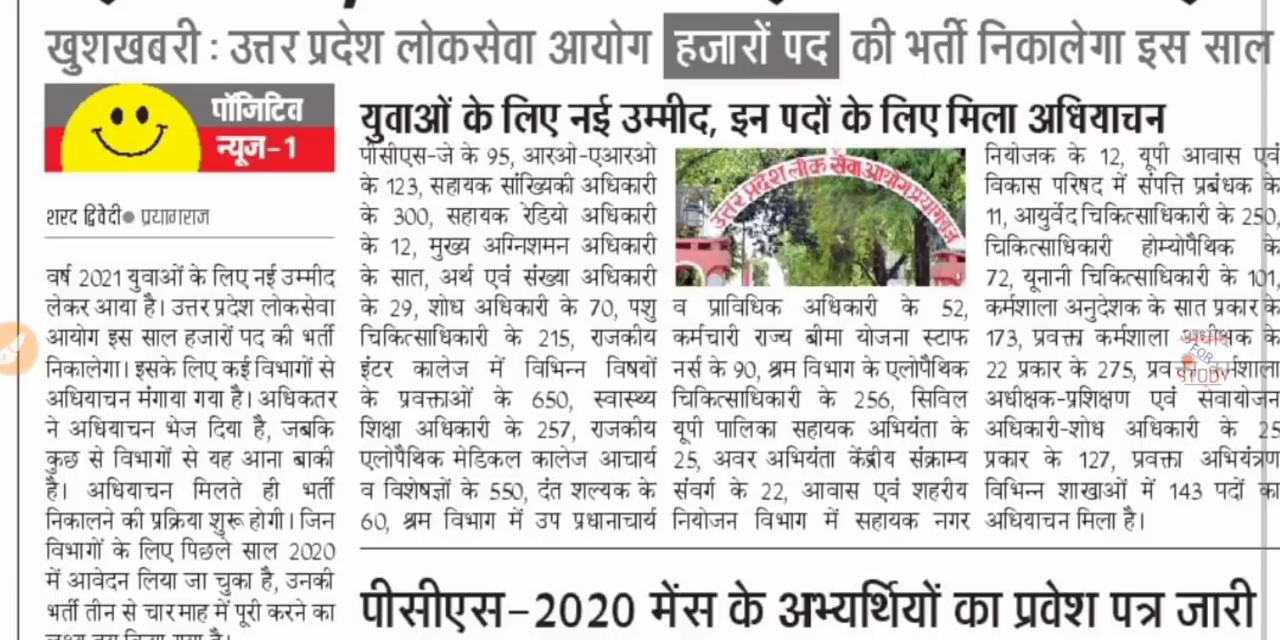 खुशखबरी : उत्तर प्रदेश लोकसेवा आयोग हजारों पद की भर्ती निकालेगा इस साल
पॉजिटिव
न्यूज-1
शरद द्विवेदी● प्रयागराज
वर्ष 2021 युवाओं के लिए नई उम्मीद
लेकर आया है। उत्तर प्रदेश लोकसेवा
आयोग इस साल हजारों पद की भर्ती
निकालेगा। इसके लिए कई विभागों से
अधियाचन मंगाया गया है। अधिकतर
ने अधियाचन भेज दिया है, जबकि
कुछ से विभागों से यह आना बाकी
है। अधियाचन मिलते ही भर्ती
निकालने की प्रक्रिया शुरू होगी। जिन
विभागों के लिए पिछले साल 2020
में आवेदन लिया जा चुका है, उनकी
भर्ती तीन से चार माह में पूरी करने का
युवाओं के लिए नई उम्मीद, इन पदों के लिए मिला अधियाचन
पीसीएस-जे के 95, आरओ-एआरओ
के 123, सहायक सांख्यिकी अधिकारी
के 300, सहायक रेडियो अधिकारी
के 12, मुख्य अग्निशमन अधिकारी
के सात, अर्थ एवं संख्या अधिकारी
के 29, शोध अधिकारी के 70, पशु
चिकित्साधिकारी के 215, राजकीय
इंटर कालेज में विभिन्न विषयों
के प्रवक्ताओं के 650, स्वास्थ्य
शिक्षा अधिकारी के 257, राजकीय
एलोपैथिक मेडिकल कालेज आचार्य
व विशेषज्ञों के 550, दंत शल्यक के
60, श्रम विभाग में उप प्रधानाचार्य
उत्तर प्रदेश लोक सेवा आयोग प्रयागराज
व प्राविधिक अधिकारी के 52,
कर्मचारी राज्य बीमा योजना स्टाफ
नर्स के 90, श्रम विभाग के एलोपैथिक
चिकित्साधिकारी के 256, सिविल
यूपी पालिका सहायक अभियंता के
25, अवर अभियंता केंद्रीय संक्राम्य
संवर्ग के 22, आवास एवं शहरीय
नियोजन विभाग में सहायक नगर
नियोजक के 12, यूपी आवास एवं
विकास परिषद में संपत्ति प्रबंधक के
11, आयुर्वेद चिकित्साधिकारी के 250,
चिकित्साधिकारी होम्योपैथिक के
72, यूनानी चिकित्साधिकारी के 101,
कर्मशाला अनुदेशक के सात प्रकार के
173, प्रवक्ता कर्मशाला अधीक्षक के
22 प्रकार के 275,
अधीक्षक-प्रशिक्षण एवं सेवायोजन
अधिकारी-शोध अधिकारी के 25
प्रकार के 127, प्रवक्ता अभियंत्रण
विभिन्न शाखाओं में 143 पदों का
अधियाचन मिला है।
FOR
STUDY
पीसीएस-2020 मेंस के अभ्यर्थियों का प्रवेश पत्र जारी